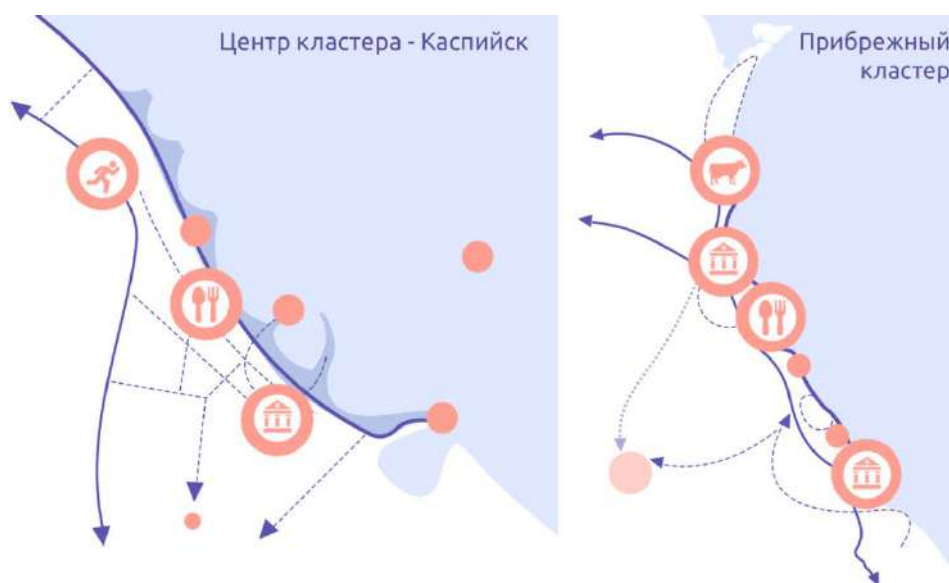 Центр кластера - Каспийск
Прибрежный
кластер